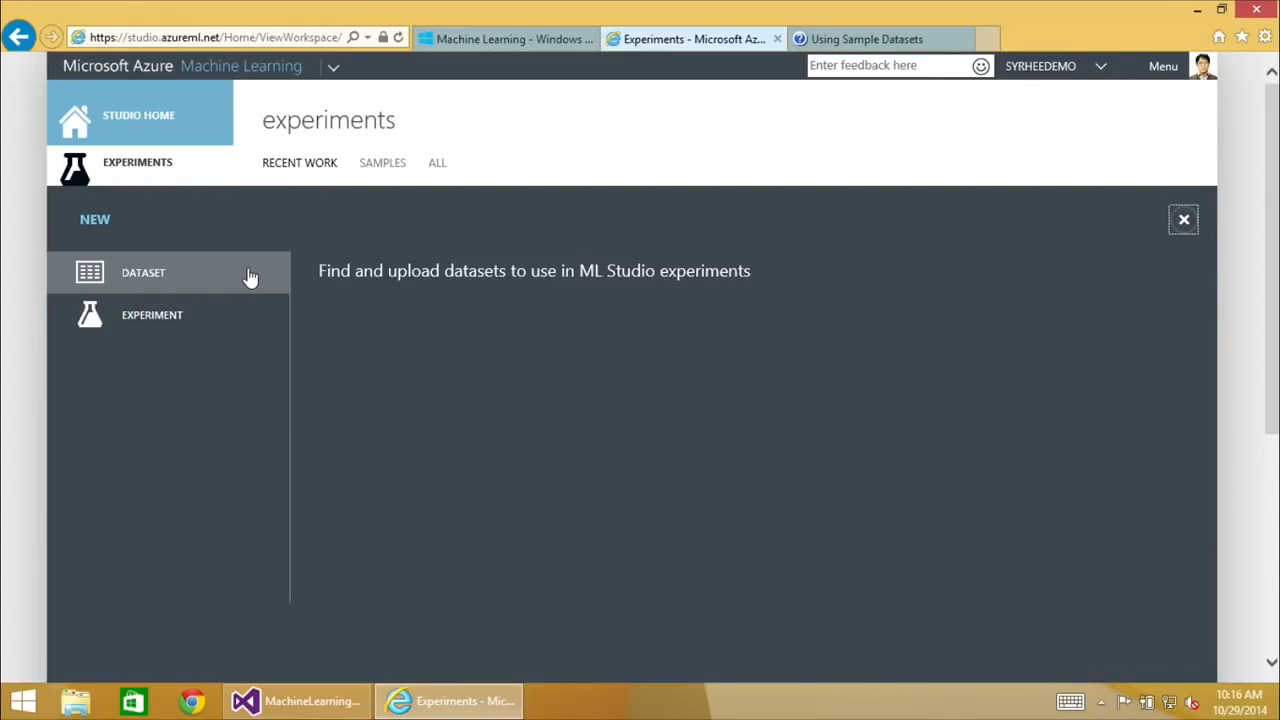 https://studio.azureml.net/Home/ViewWorkspace/
Machine Learning - Windows ...
Experiments - Microsoft Az...
Using Sample Datasets
Microsoft Azure Machine Learning
Enter feedback here
SYRHEEDEMO
Menu
STUDIO HOME
experiments
EXPERIMENTS
RECENT WORK
SAMPLES
ALL
NEW
DATASET
Find and upload datasets to use in ML Studio experiments
EXPERIMENT
MachineLearning...
Experiments - Mic...
10:16 AM
10/29/2014